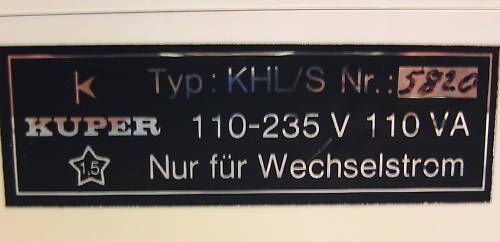 Typ: KHL/S Nr.: 5820
KUPER 110-235 V 110 VA
1,5 Nur für Wechselstrom